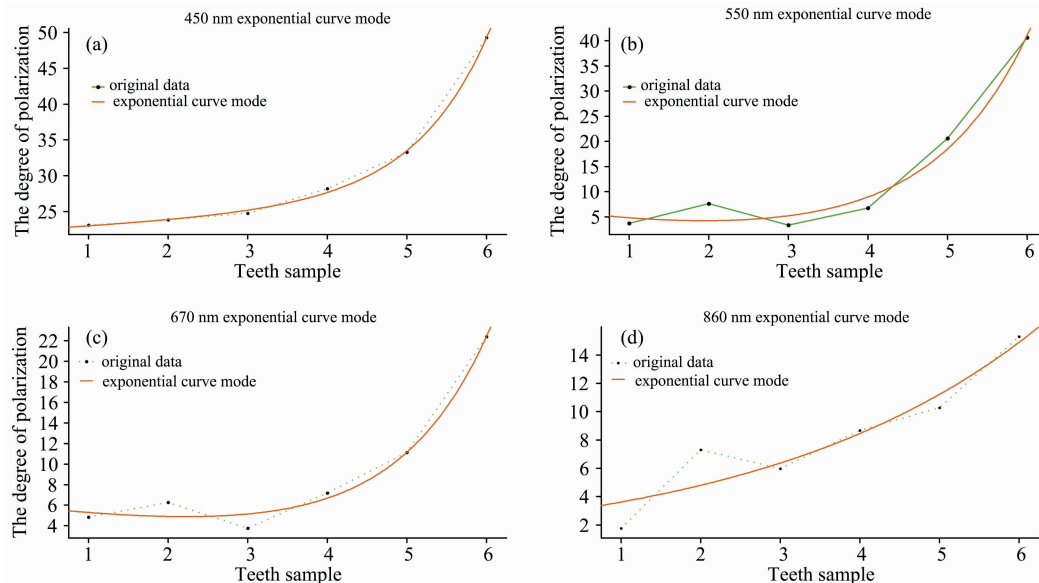 450 nm exponential curve mode
(a)
original data
exponential curve mode
The degree of polarization
50
45
40
35
30
25
1 2 3 4 5 6
Teeth sample
550 nm exponential curve mode
(b)
original data
exponential curve mode
The degree of polarization
40
35
30
25
20
15
10
5
1 2 3 4 5 6
Teeth sample
670 nm exponential curve mode
(c)
original data
exponential curve mode
The degree of polarization
22
20
18
16
14
12
10
8
6
4
1 2 3 4 5 6
Teeth sample
860 nm exponential curve mode
(d)
original data
exponential curve mode
14
12
10
8
6
4
2
1 2 3 4 5 6
Teeth sample